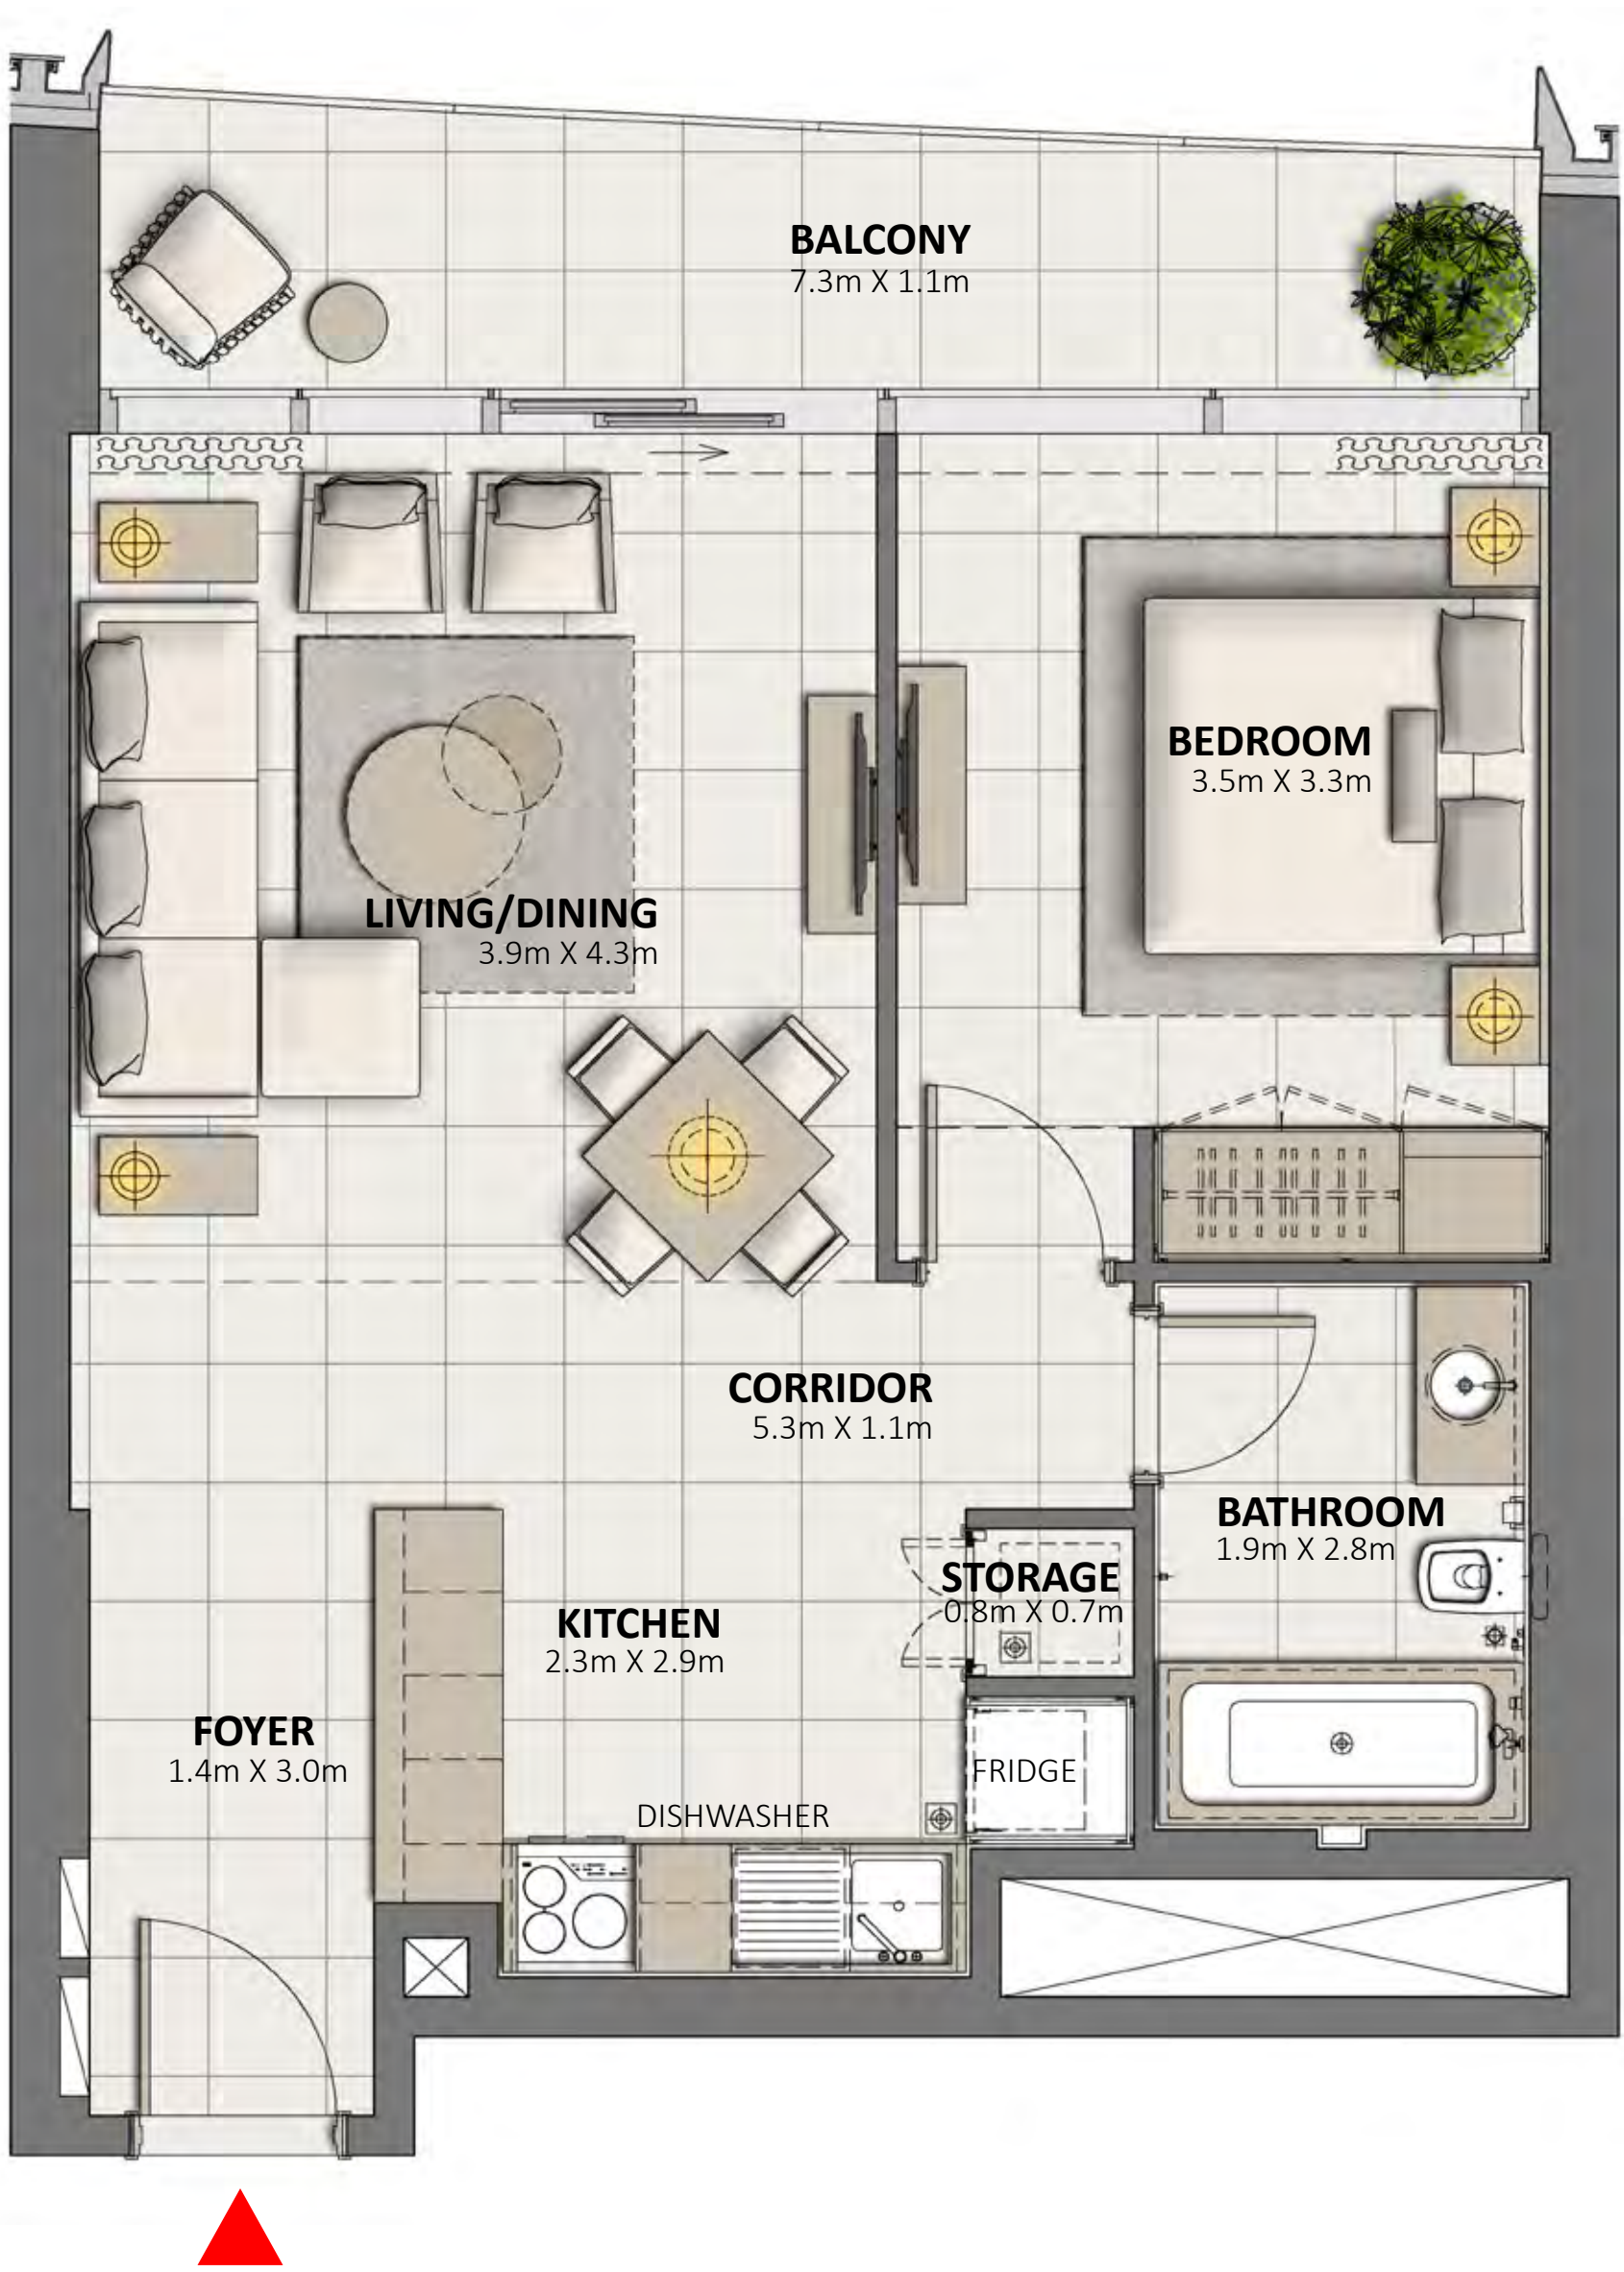 BALCONY
7.3m X 1.1m
BEDROOM
3.5m X 3.3m
LIVING/DINING
3.9m X 4.3m
CORRIDOR
5.3m X 1.1m
BATHROOM
1.9m X 2.8m
STORAGE
0.8m X 0.7m
KITCHEN
2.3m X 2.9m
FOYER
1.4m X 3.0m
FRIDGE
DISHWASHER